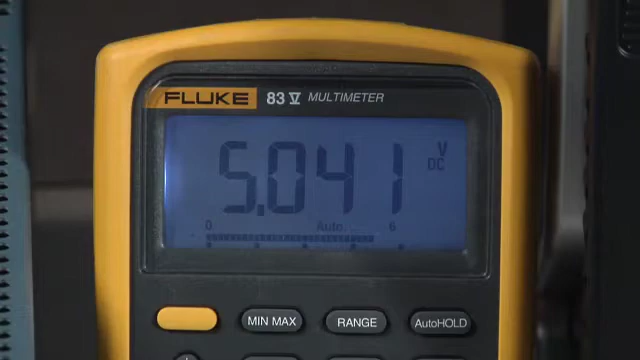 FLUKE 83 V MULTIMETER
5.041 V DC
0 Auto. 6
MIN MAX RANGE AutoHOLD